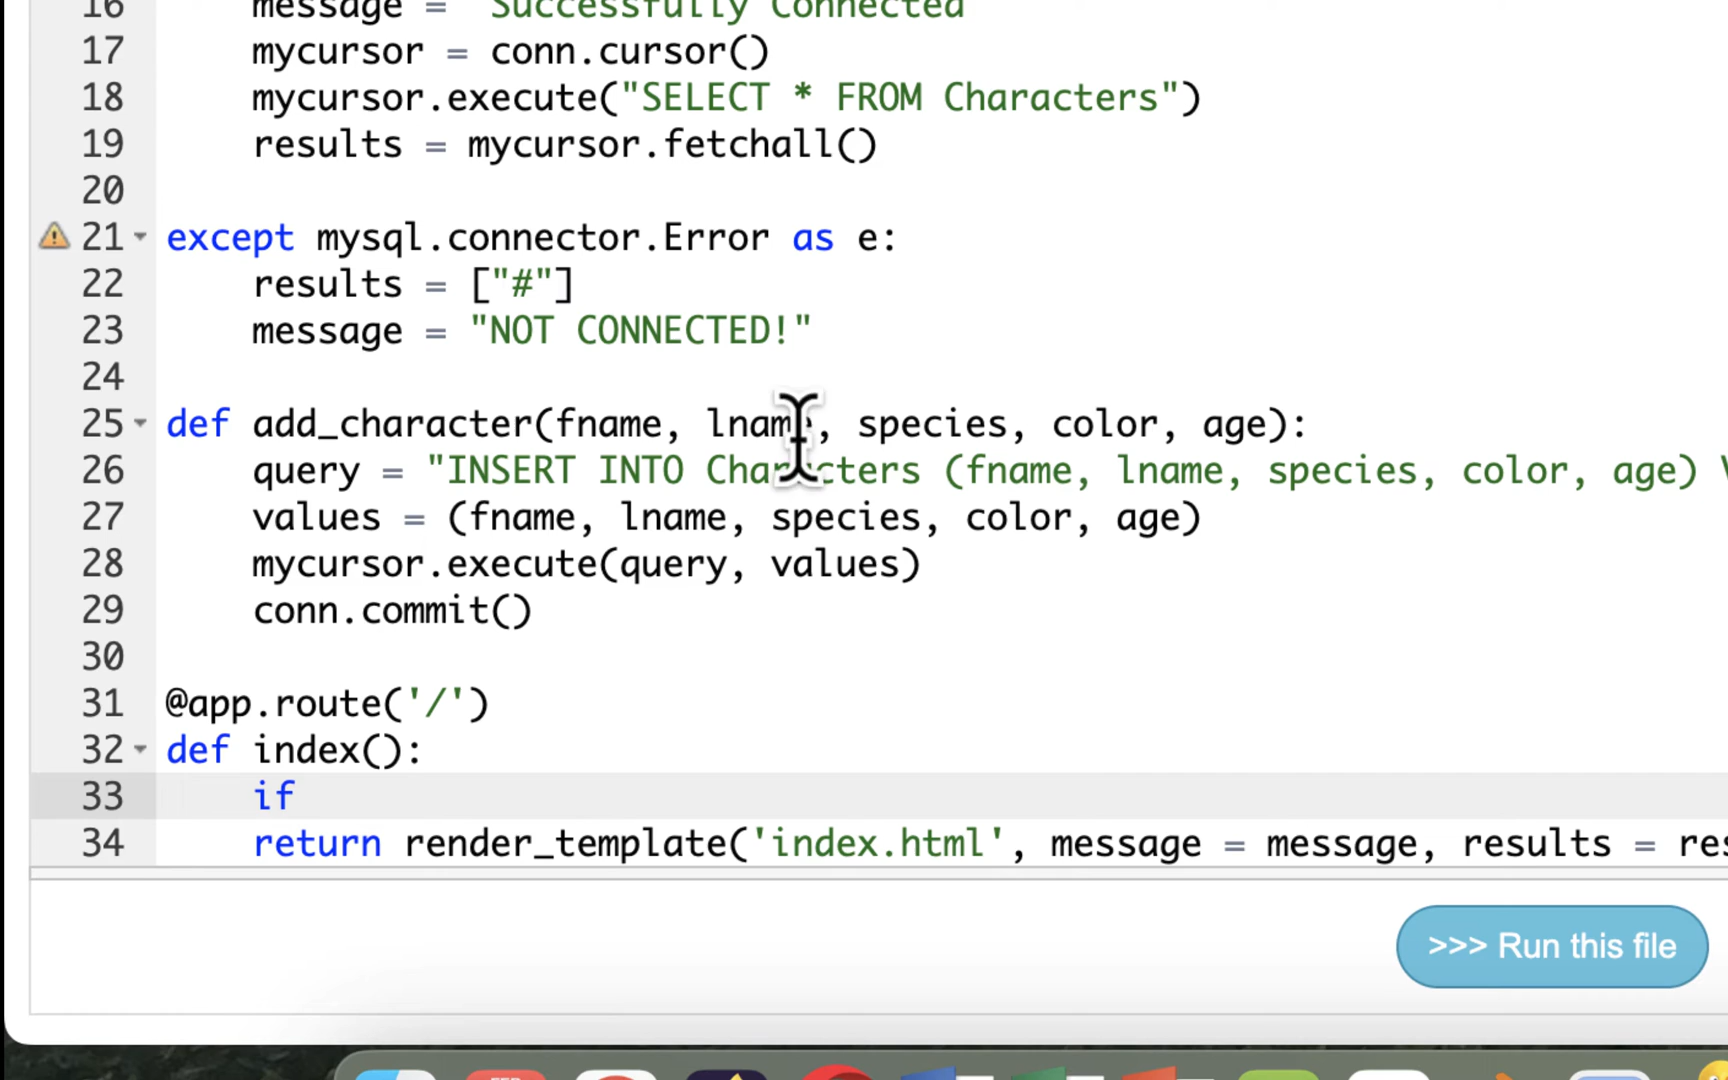 16 message = Successfully Connected
17 mycursor = conn.cursor()
18 mycursor.execute("SELECT * FROM Characters")
19 results = mycursor.fetchall()
20
21 except mysql.connector.Error as e:
22 results = ["#"]
23 message = "NOT CONNECTED!"
24
25 def add_character(fname, lname, species, color, age):
26 query = "INSERT INTO Characters (fname, lname, species, color, age)
27 values = (fname, lname, species, color, age)
28 mycursor.execute(query, values)
29 conn.commit()
30
31 @app.route('/')
32 def index():
33 if
34 return render_template('index.html', message = message, results = res
>>> Run this file